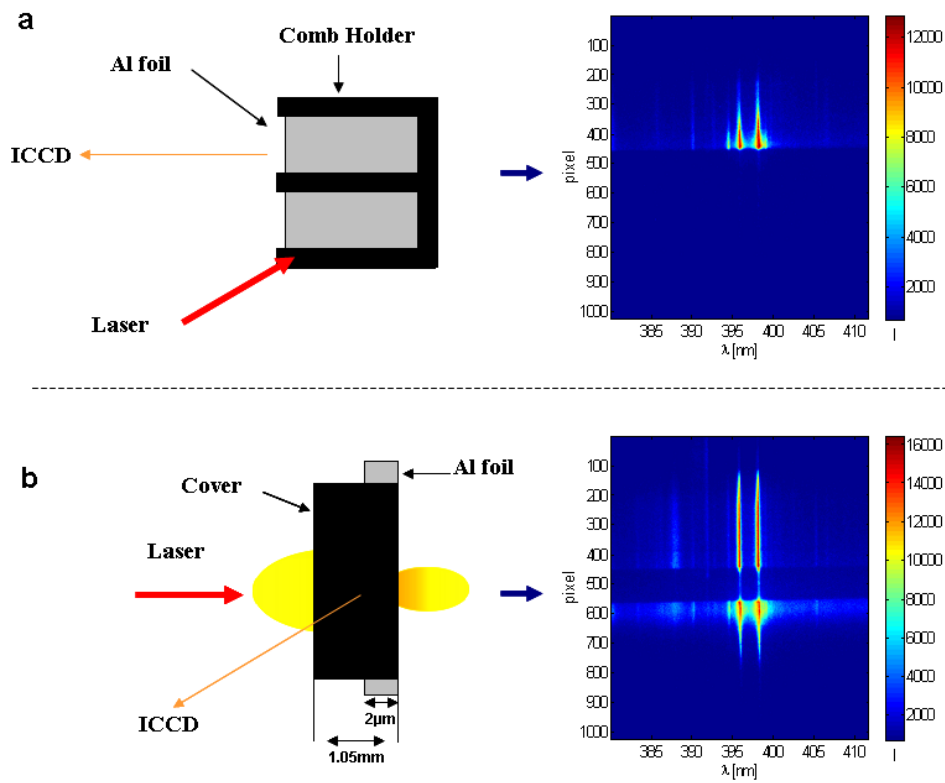 a
Comb Holder
Al foil
ICCD
Laser
100
200
300
400
500
600
700
800
900
1000
pixel
385 390 395 400 405 410
λ [nm]
12000
10000
8000
6000
4000
2000
I
b
Cover
Al foil
Laser
ICCD
2µm
1.05mm
100
200
300
400
500
600
700
800
900
1000
pixel
385 390 395 400 405 410
λ [nm]
16000
14000
12000
10000
8000
6000
4000
2000
I